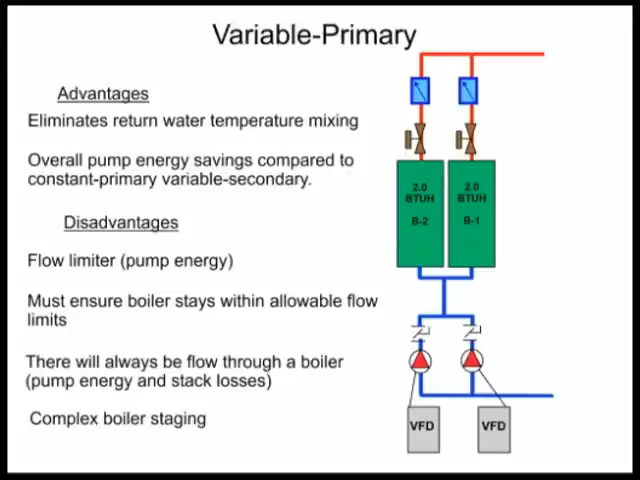 Variable-Primary
Advantages
Eliminates return water temperature mixing
Overall pump energy savings compared to
constant-primary variable-secondary.
Disadvantages
Flow limiter (pump energy)
Must ensure boiler stays within allowable flow
limits
There will always be flow through a boiler
(pump energy and stack losses)
Complex boiler staging
2.0
BTUH
B-2
2.0
BTUH
B-1
VFD
VFD